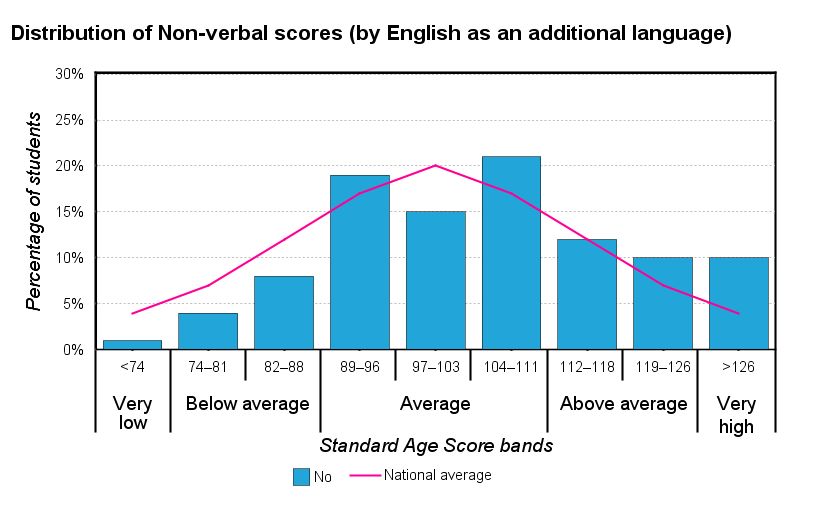 Distribution of Non-verbal scores (by English as an additional language)
Percentage of students
30%
25%
20%
15%
10%
5%
0%
<74 74–81 82–88 89–96 97–103 104–111 112–118 119–126 >126
Very low Below average Average Above average Very high
Standard Age Score bands
No National average